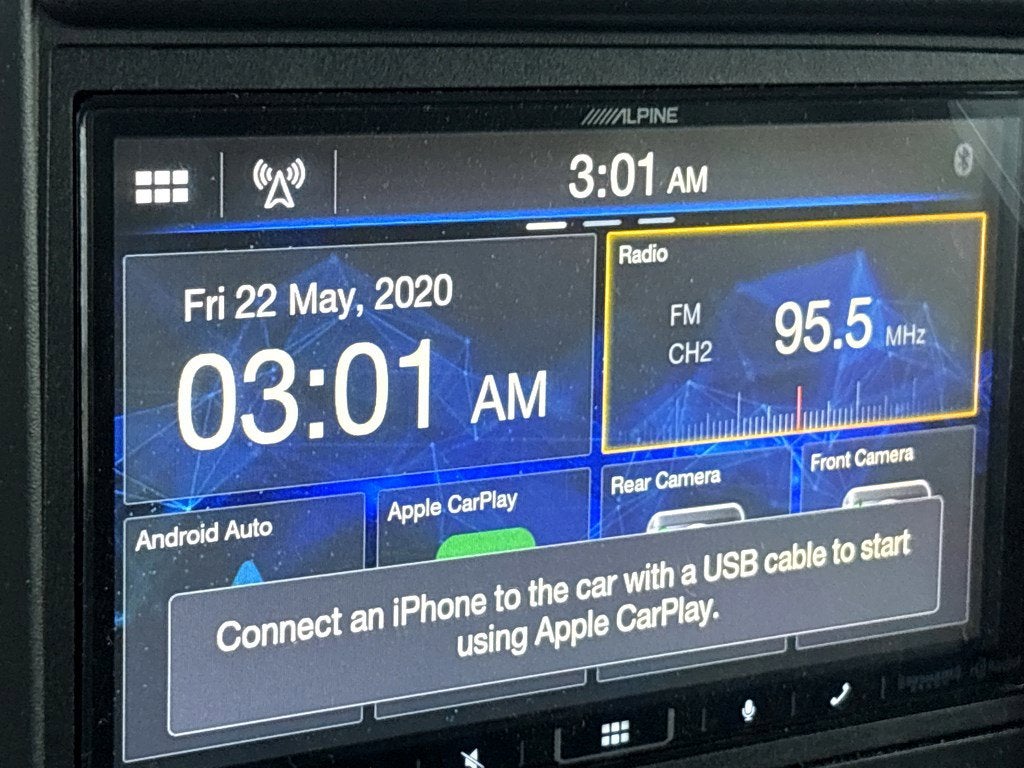 ALPINE
3:01 AM
Fri 22 May, 2020
03:01 AM
Radio
FM
CH2
95.5 MHz
Android Auto
Apple CarPlay
Rear Camera
Front Camera
Connect an iPhone to the car with a USB cable to start
using Apple CarPlay.